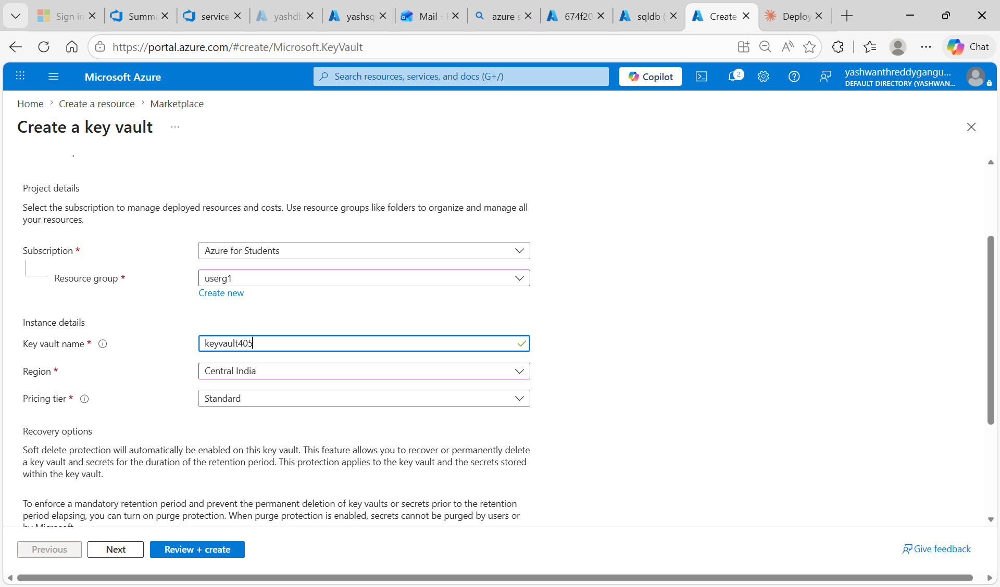 Sign in
Summa
service
yashdb
yashsq
Mail -
azure s
674f20
sqldb (
Create
Deploy
https://portal.azure.com/#create/Microsoft.KeyVault
Chat
Microsoft Azure
Search resources, services, and docs (G+/)
Copilot
2
yashwanthreddygangu...
DEFAULT DIRECTORY (YASHWAN...
Home > Create a resource > Marketplace
Create a key vault ...
Project details
Select the subscription to manage deployed resources and costs. Use resource groups like folders to organize and manage all
your resources.
Subscription *
Azure for Students
Resource group *
userg1
Create new
Instance details
Key vault name *
keyvault405
Region *
Central India
Pricing tier *
Standard
Recovery options
Soft delete protection will automatically be enabled on this key vault. This feature allows you to recover or permanently delete
a key vault and secrets for the duration of the retention period. This protection applies to the key vault and the secrets stored
within the key vault.
To enforce a mandatory retention period and prevent the permanent deletion of key vaults or secrets prior to the retention
period elapsing, you can turn on purge protection. When purge protection is enabled, secrets cannot be purged by users or
by Microsoft.
Previous
Next
Review + create
Give feedback